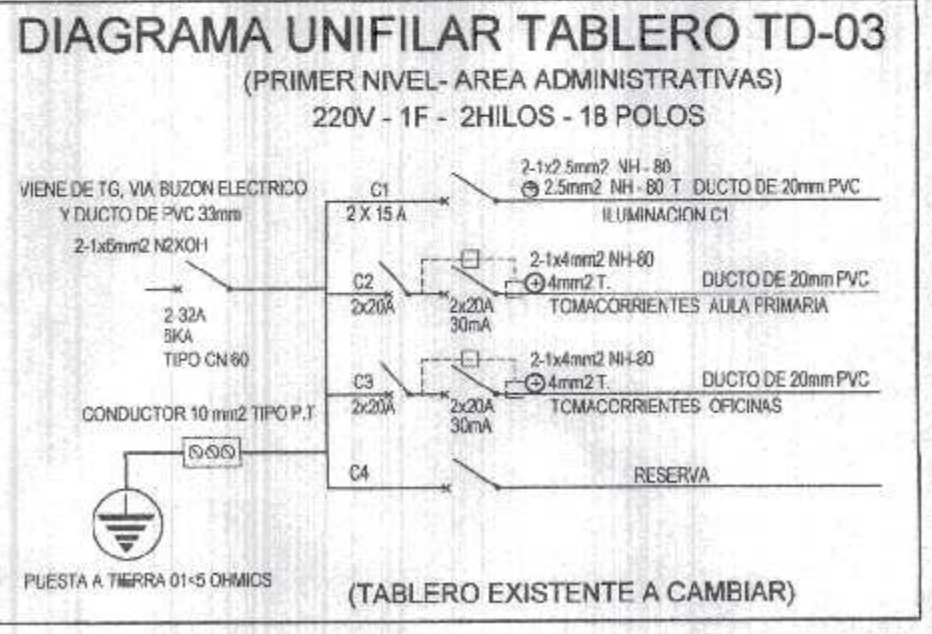 DIAGRAMA UNIFILAR TABLERO TD-03
(PRIMER NIVEL- AREA ADMINISTRATIVAS)
220V - 1F - 2HILOS - 18 POLOS
VIENE DE TG, VIA BUZON ELECTRICO
Y DUCTO DE PVC 33mm
2-1x6mm2 N2XOH
2-32A
8KA
TIPO CN 60
CONDUCTOR 10 mm2 TIPO P.T
PUESTA A TIERRA 01<5 OHMICS
C1
2 X 15 A
2-1x2.5mm2 NH - 80
2.5mm2 NH - 80 T DUCTO DE 20mm PVC
ILUMINACION C1
C2
2x20A
2x20A
30mA
2-1x4mm2 NH-80
4mm2 T. DUCTO DE 20mm PVC
TOMACORRIENTES AULA PRIMARIA
C3
2x20A
2x20A
30mA
2-1x4mm2 NH-80
4mm2 T. DUCTO DE 20mm PVC
TOMACORRIENTES OFICINAS
C4
RESERVA
(TABLERO EXISTENTE A CAMBIAR)